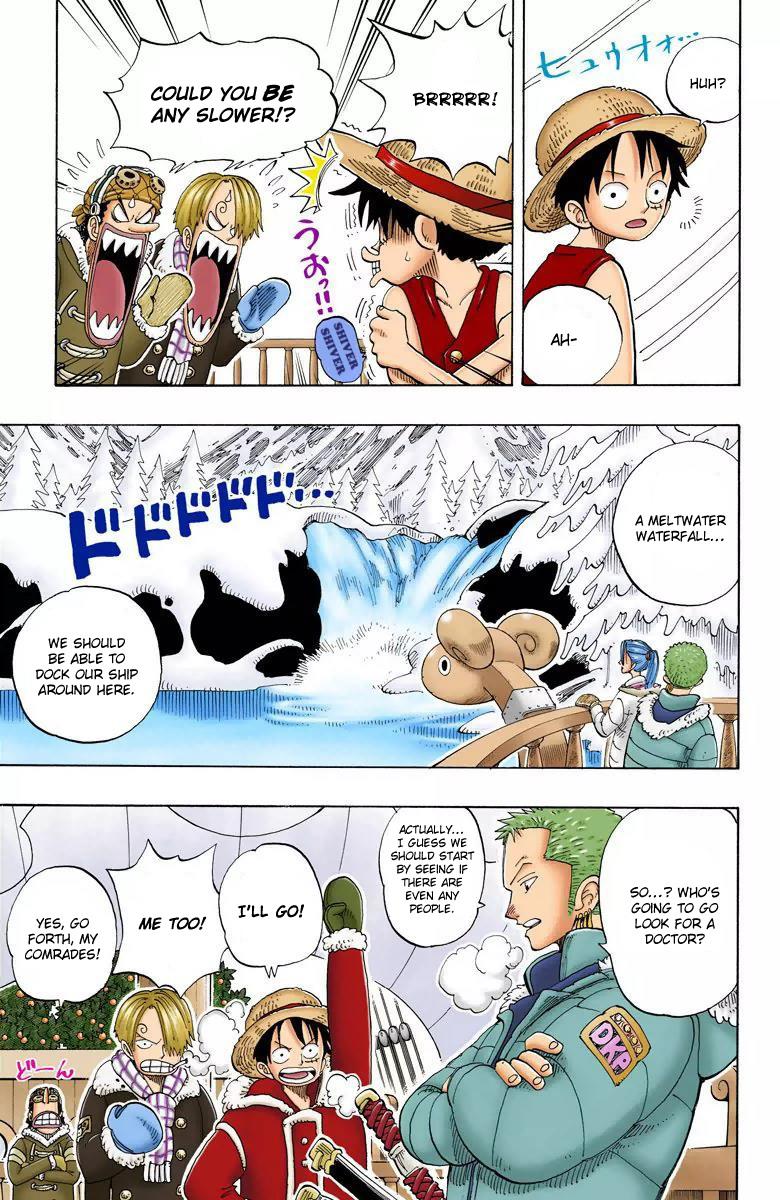 HUH?
ヒュウオオ...
AH-
BRRRRR!
うおっ!!
SHIVER
SHIVER
COULD YOU BE
ANY SLOWER!?
A MELTWATER
WATERFALL...
ドドドドド...
WE SHOULD
BE ABLE TO
DOCK OUR SHIP
AROUND HERE.
SO...? WHO'S
GOING TO GO
LOOK FOR A
DOCTOR?
ACTUALLY...
I GUESS WE
SHOULD START
BY SEEING IF
THERE ARE
EVEN ANY
PEOPLE.
DKP
I'LL GO!
ME TOO!
YES, GO
FORTH, MY
COMRADES!
どーん